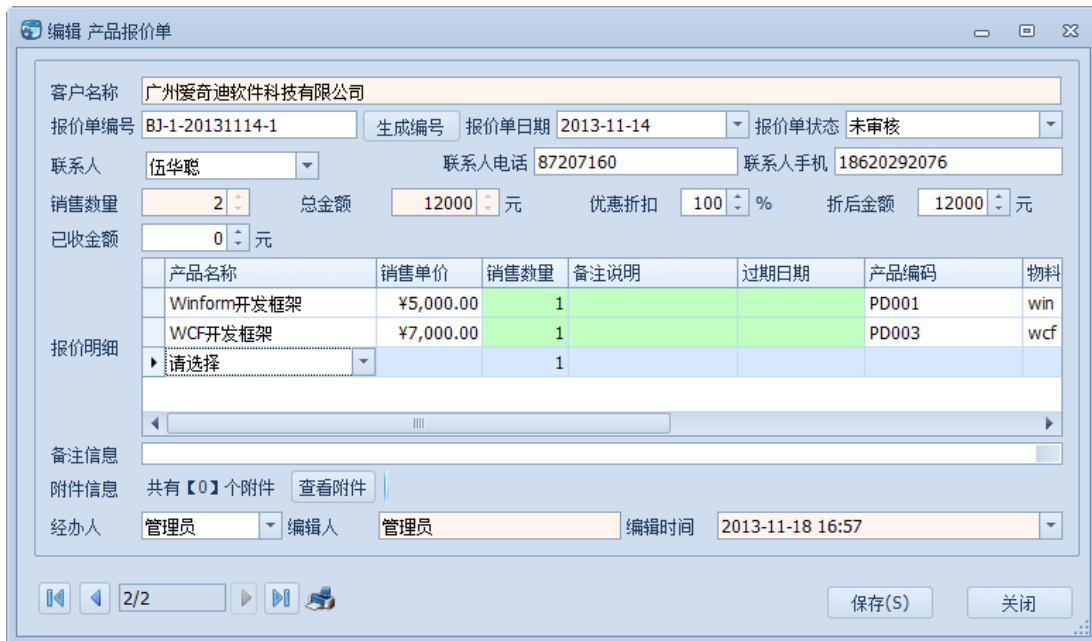 编辑 产品报价单
客户名称 广州爱奇迪软件科技有限公司
报价单编号 BJ-1-20131114-1 生成编号 报价单日期 2013-11-14 报价单状态 未审核
联系人 伍华聪 联系人电话 87207160 联系人手机 18620292076
销售数量 2 总金额 12000 元 优惠折扣 100 % 折后金额 12000 元
已收金额 0 元
产品名称 销售单价 销售数量 备注说明 过期日期 产品编码 物料
Winform开发框架 ¥5,000.00 1 PD001 win
WCF开发框架 ¥7,000.00 1 PD003 wcf
报价明细
请选择 1
备注信息
附件信息 共有【0】个附件 查看附件
经办人 管理员 编辑人 管理员 编辑时间 2013-11-18 16:57
2/2 保存(S) 关闭